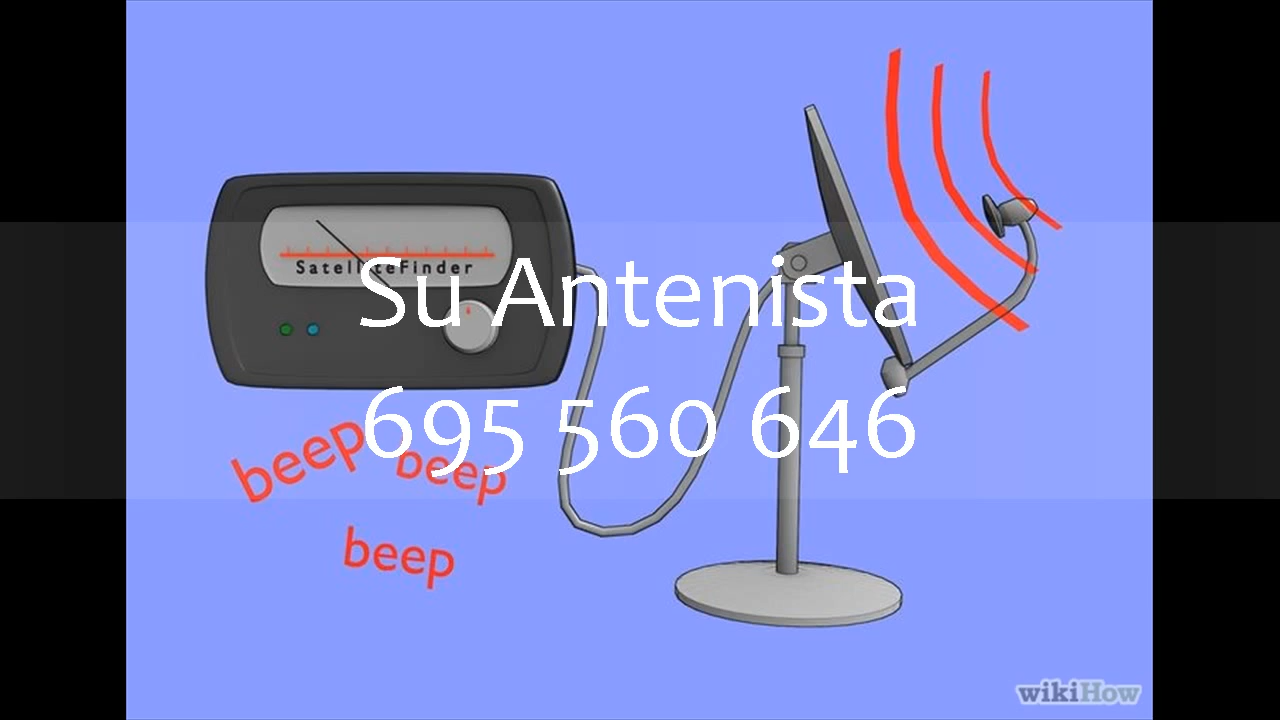 SatelliteFinder
Su Antenista
695 560 646
beep
beep
beep
wikiHow